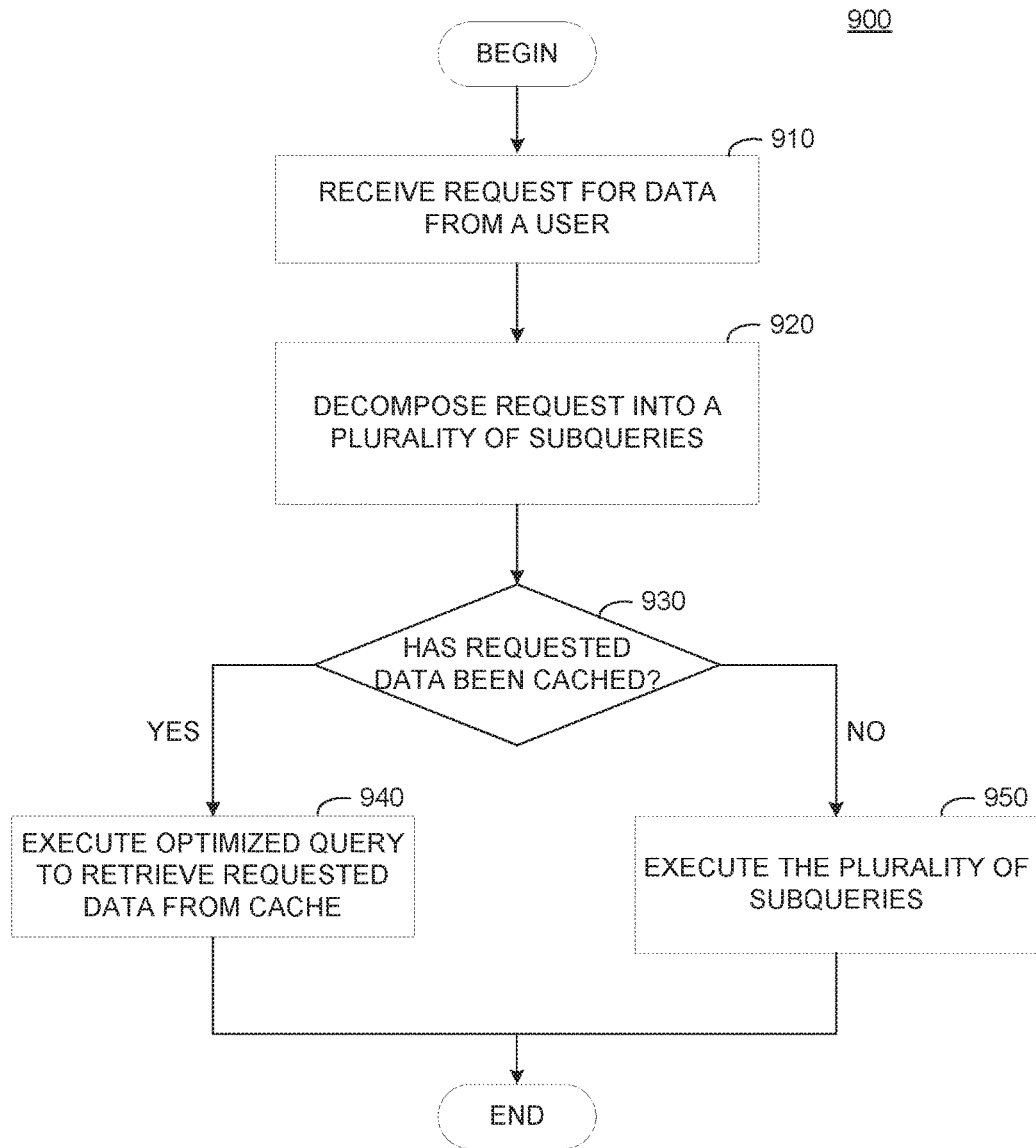 900
BEGIN
910
RECEIVE REQUEST FOR DATA
FROM A USER
920
DECOMPOSE REQUEST INTO A
PLURALITY OF SUBQUERIES
930
HAS REQUESTED
DATA BEEN CACHED?
YES
NO
940
EXECUTE OPTIMIZED QUERY
TO RETRIEVE REQUESTED
DATA FROM CACHE
950
EXECUTE THE PLURALITY OF
SUBQUERIES
END